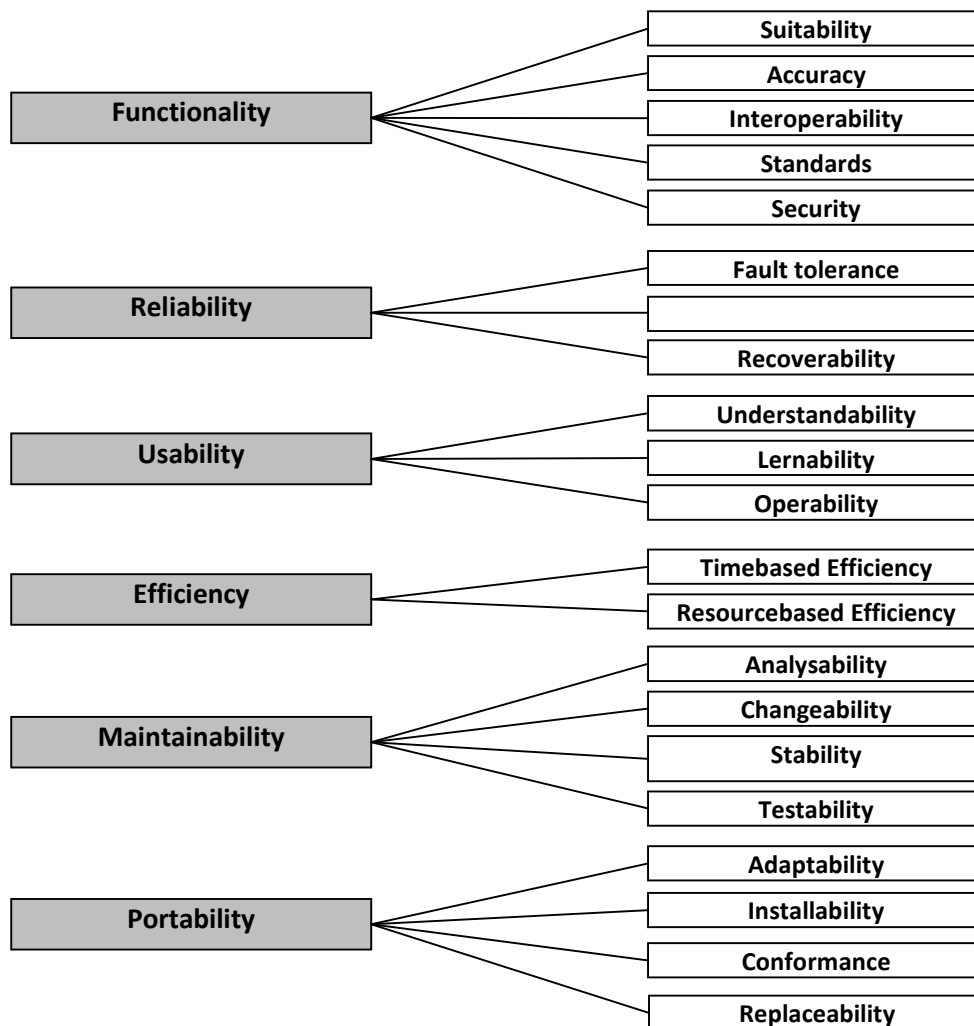 Functionality
Suitability
Accuracy
Interoperability
Standards
Security
Reliability
Fault tolerance
Recoverability
Usability
Understandability
Lernability
Operability
Efficiency
Timebased Efficiency
Resourcebased Efficiency
Maintainability
Analysability
Changeability
Stability
Testability
Portability
Adaptability
Installability
Conformance
Replaceability